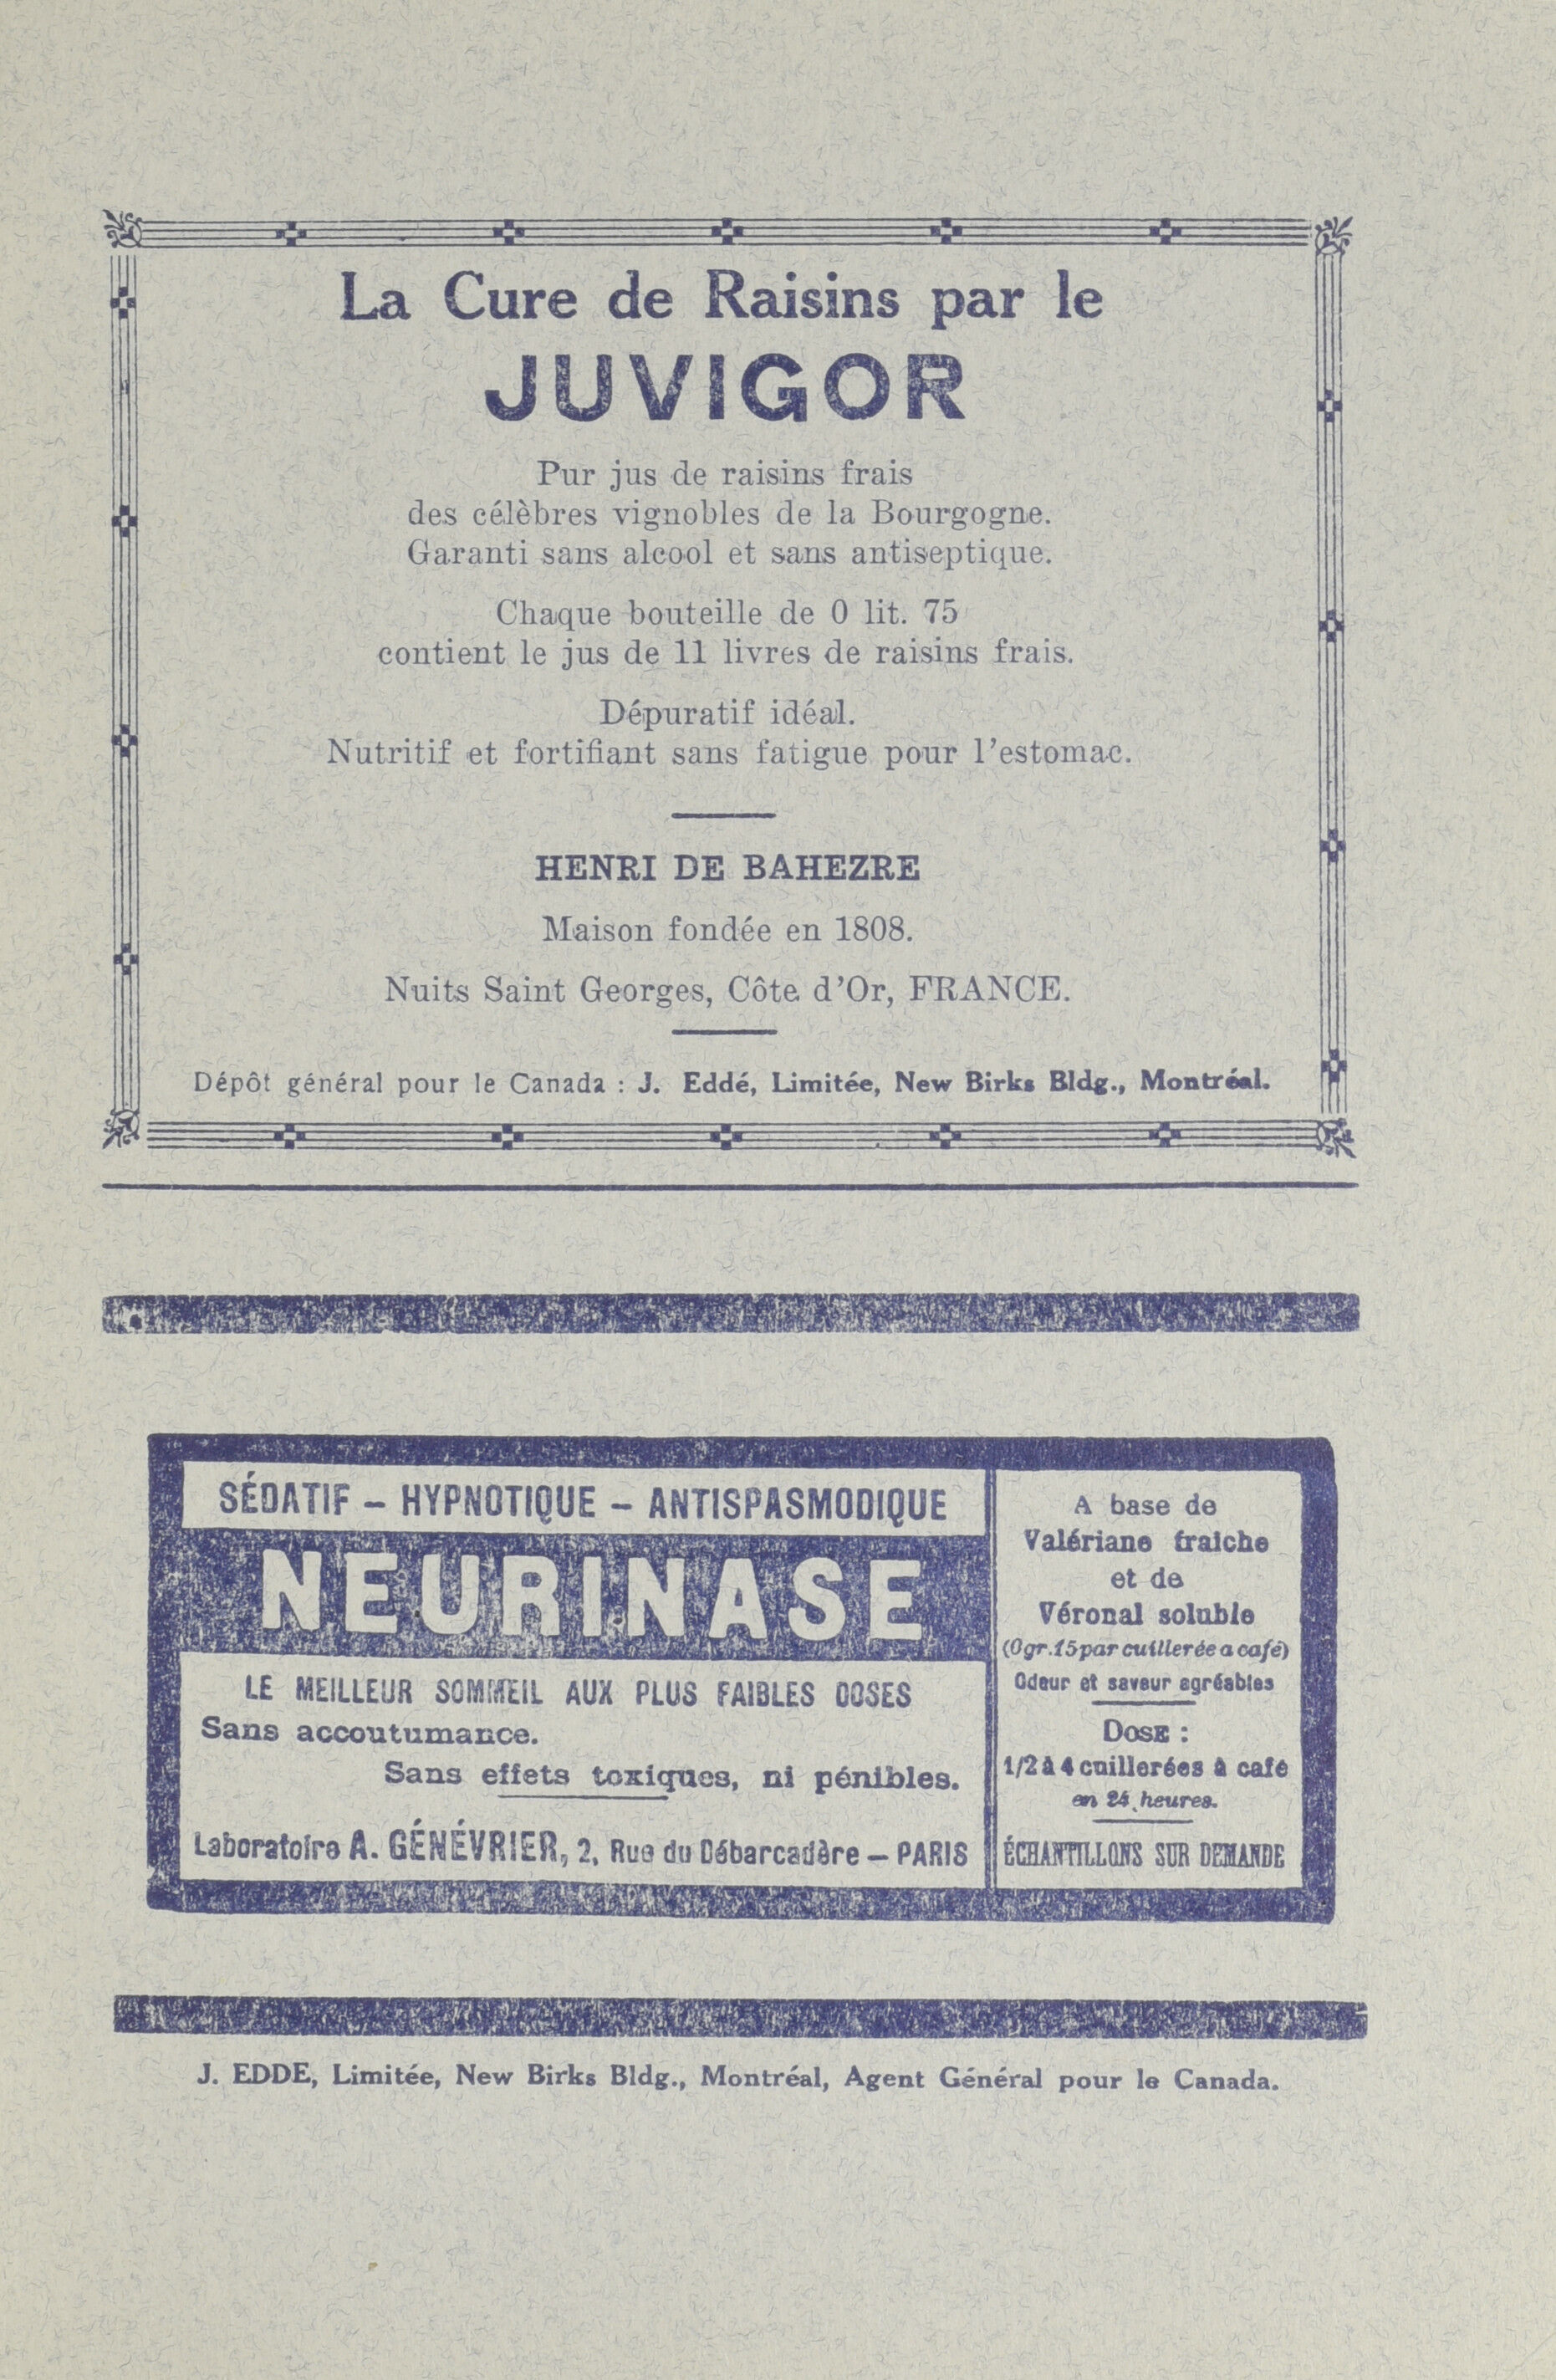 La Cure de Raisins par le
JUVIGOR
Pur jus de raisins frais
des célèbres vignobles de la Bourgogne.
Garanti sans alcool et sans antiseptique.
Chaque bouteille de 0 lit. 75
contient le jus de 11 livres de raisins frais.
Dépuratif idéal.
Nutritif et fortifiant sans fatigue pour l'estomac.
HENRI DE BAHEZRE
Maison fondée en 1808.
Nuits Saint Georges, Côte d'Or, FRANCE.
Dépôt général pour le Canada : J. Eddé, Limitée, New Birks Bldg., Montréal.
SÉDATIF - HYPNOTIQUE - ANTISPASMODIQUE
NEURINASE
LE MEILLEUR SOMMEIL AUX PLUS FAIBLES DOSES
Sans accoutumance.
Sans effets toxiques, ni pénibles.
Laboratoire A. GÉNÉVRIER, 2, Rue du Débarcadère - PARIS
A base de
Valériane fraiche
et de
Véronal soluble
(0gr.15 par cuillerée a café)
Odeur et saveur agréables
DOSE :
1/2 à 4 cuillerées à café
en 24 heures.
ÉCHANTILLONS SUR DEMANDE
J. EDDE, Limitée, New Birks Bldg., Montréal, Agent Général pour le Canada.